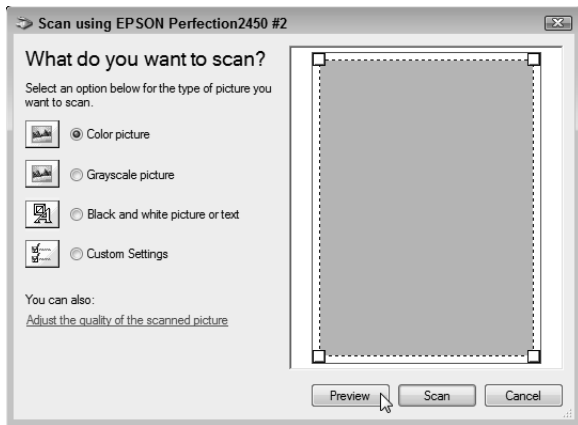 Scan using EPSON Perfection2450 #2
What do you want to scan?
Select an option below for the type of picture you
want to scan.
Color picture
Grayscale picture
Black and white picture or text
Custom Settings
You can also:
Adjust the quality of the scanned picture
Preview
Scan
Cancel